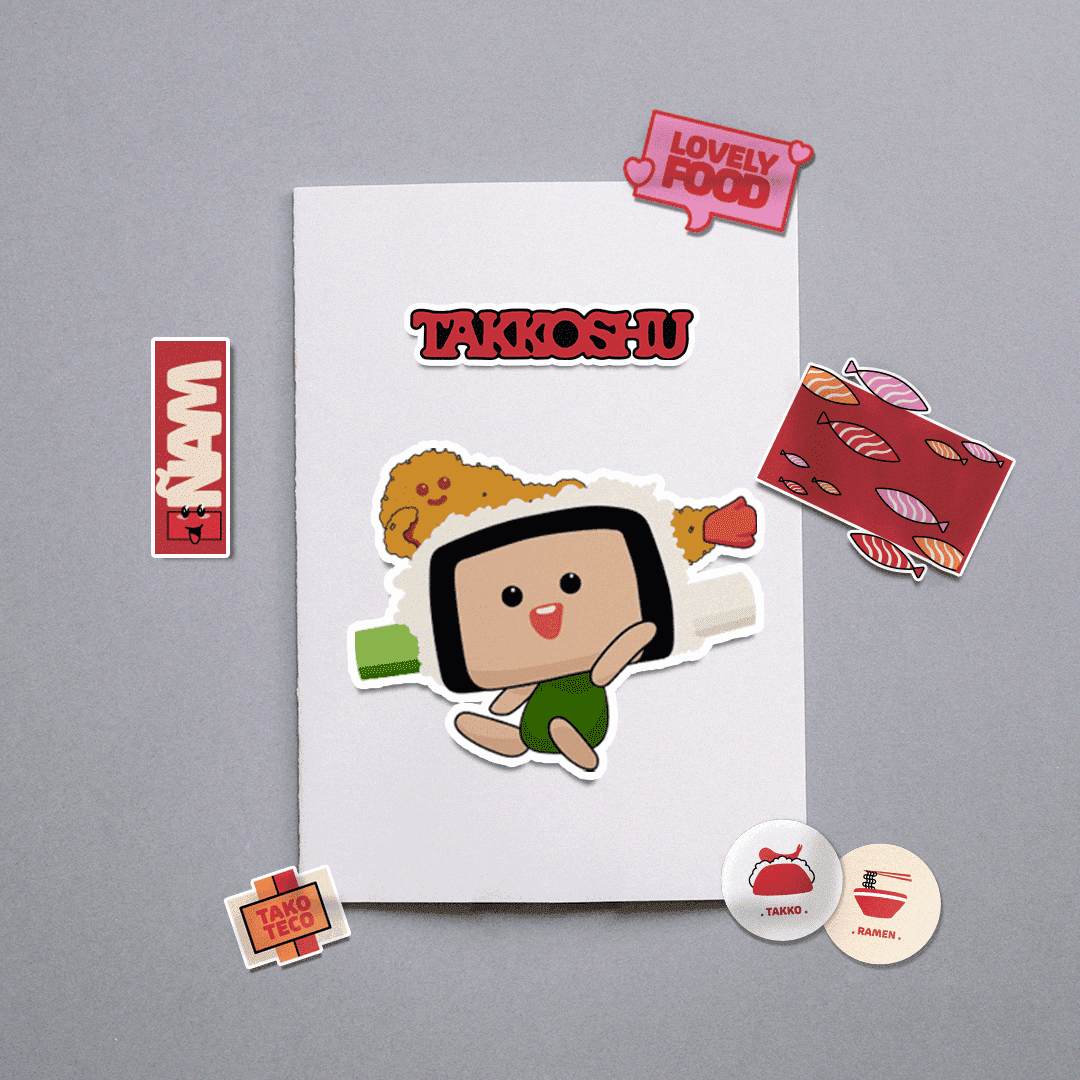 LOVELY
FOOD
TAKKOSHU
ÑAM
TAKO
TECO
. TAKKO .
. RAMEN .